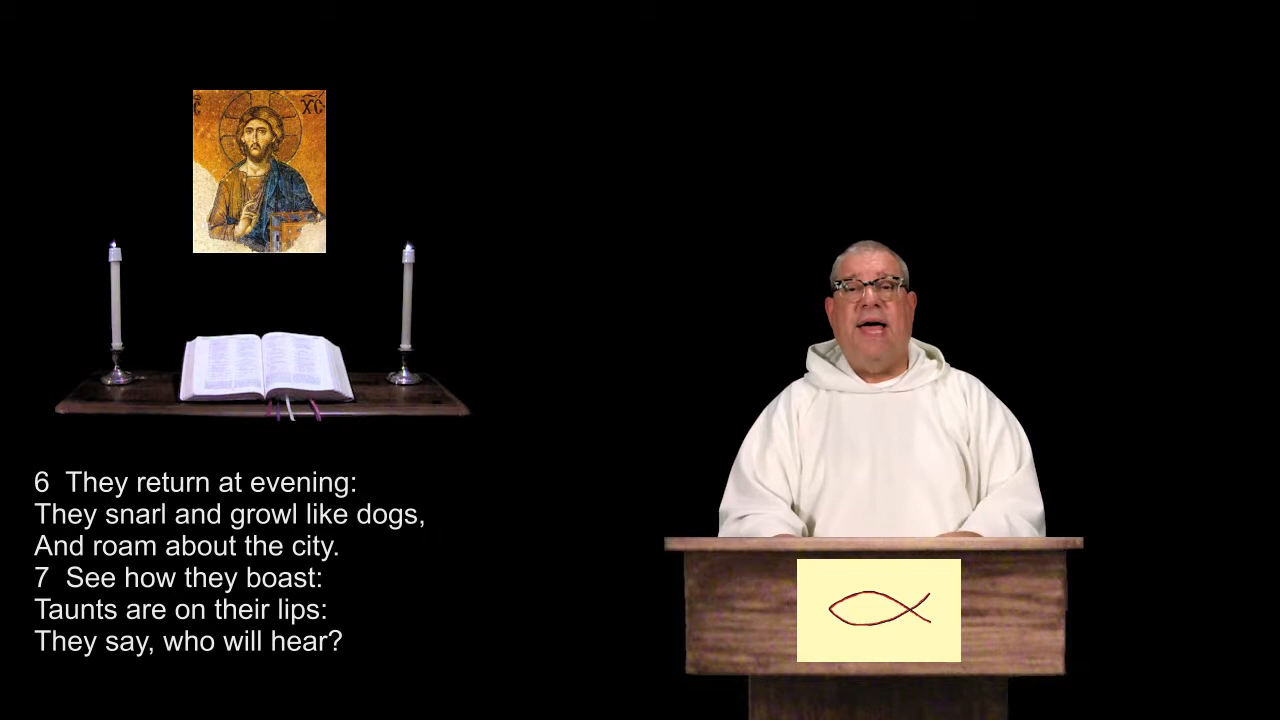 XC
6 They return at evening:
They snarl and growl like dogs,
And roam about the city.
7 See how they boast:
Taunts are on their lips:
They say, who will hear?